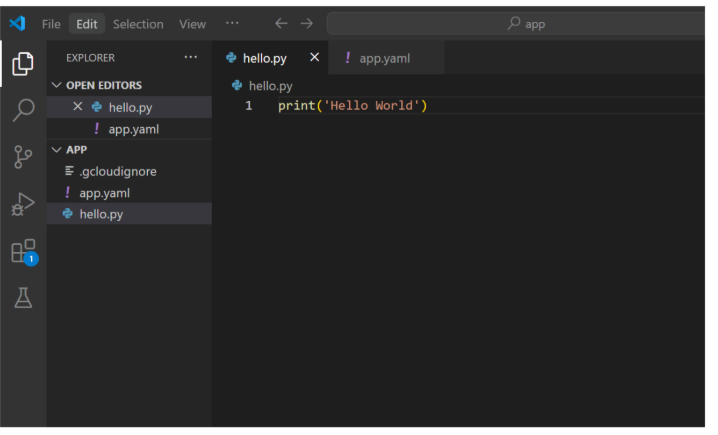 File Edit Selection View ... app
EXPLORER ...
hello.py ! app.yaml
OPEN EDITORS
hello.py
! app.yaml
APP
.gcloudignore
! app.yaml
hello.py
hello.py
1 print('Hello World')
1